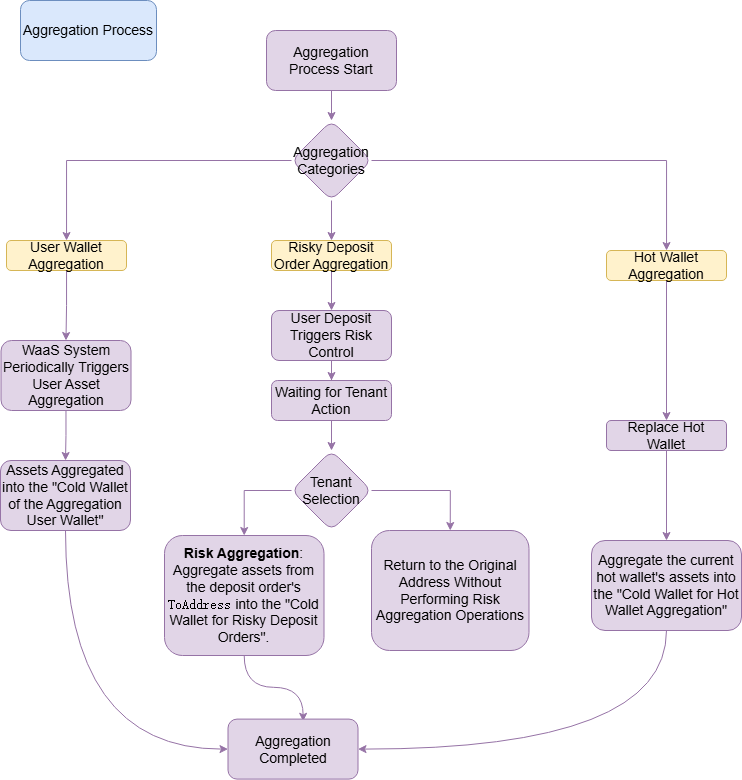 Aggregation Process
Aggregation
Process Start
Aggregation
Categories
User Wallet
Aggregation
Risky Deposit
Order Aggregation
Hot Wallet
Aggregation
User Deposit
Triggers Risk
Control
WaaS System
Periodically Triggers
User Asset
Aggregation
Waiting for Tenant
Action
Replace Hot
Wallet
Assets Aggregated
into the "Cold Wallet
of the Aggregation
User Wallet"
Tenant
Selection
Risk Aggregation:
Aggregate assets from
the deposit order's
ToAddress into the "Cold
Wallet for Risky Deposit
Orders".
Return to the Original
Address Without
Performing Risk
Aggregation Operations
Aggregate the current
hot wallet's assets into
the "Cold Wallet for Hot
Wallet Aggregation"
Aggregation
Completed